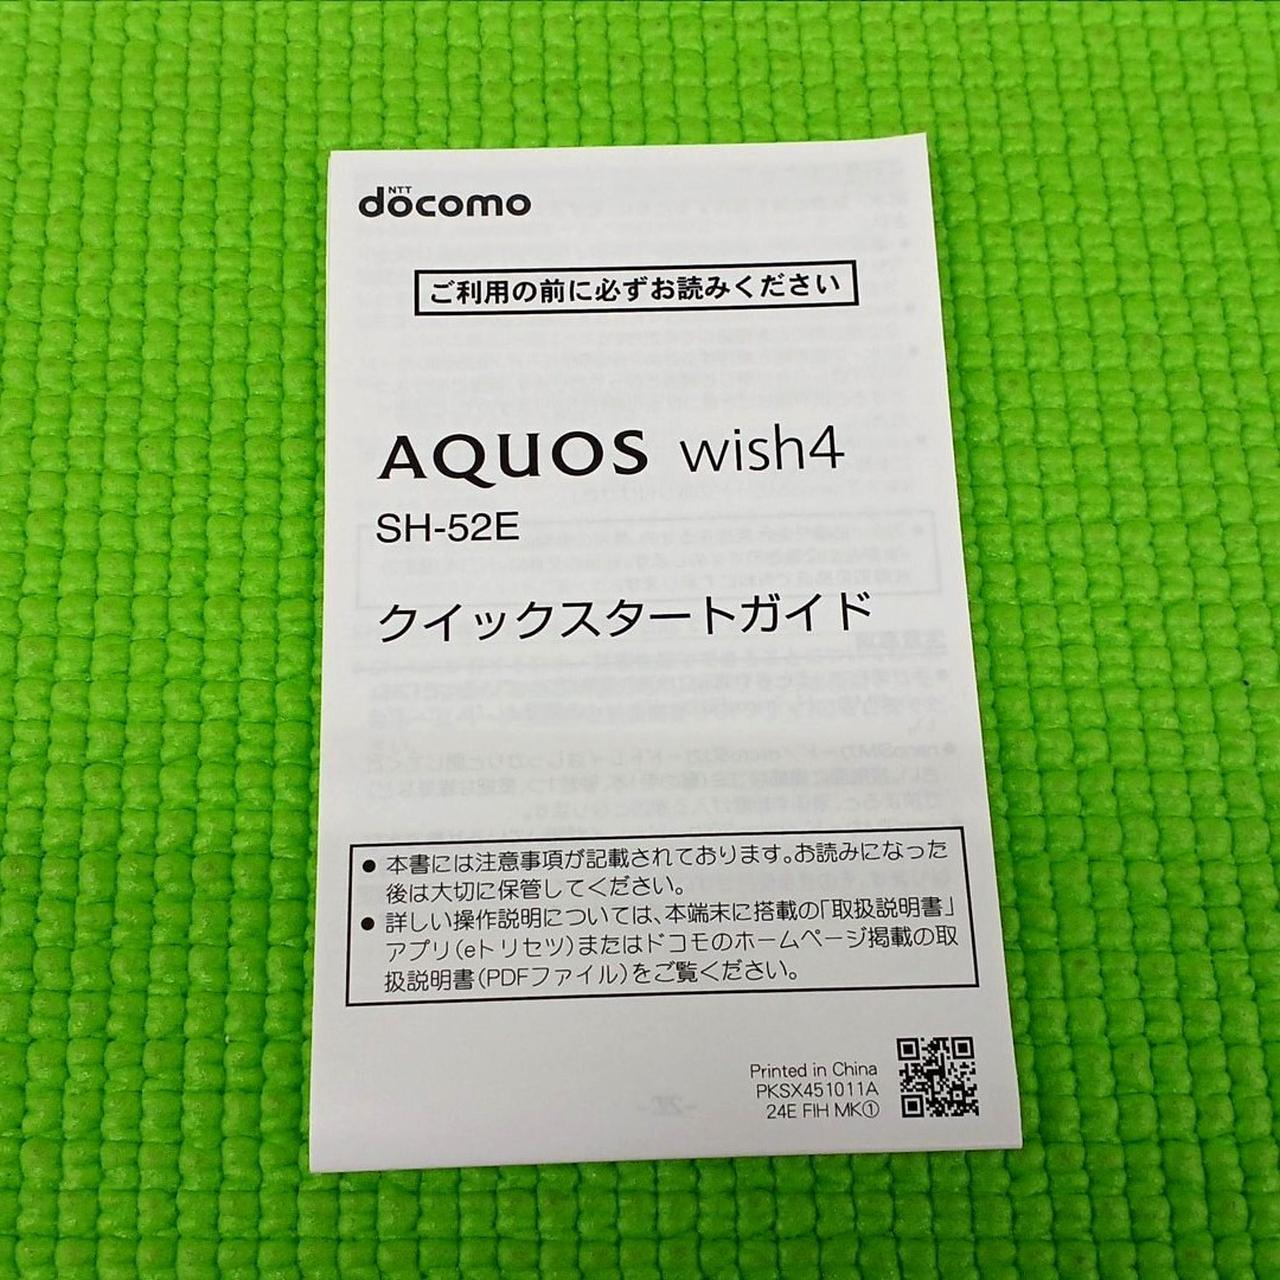 NTT
docomo
ご利用の前に必ずお読みください
AQUOS wish4
SH-52E
クイックスタートガイド
● 本書には注意事項が記載されております。お読みになった
後は大切に保管してください。
● 詳しい操作説明については、本端末に搭載の「取扱説明書」
アプリ(eトリセツ)またはドコモのホームページ掲載の取
扱説明書(PDFファイル)をご覧ください。
Printed in China
PKSX451011A
24E FIH MK①